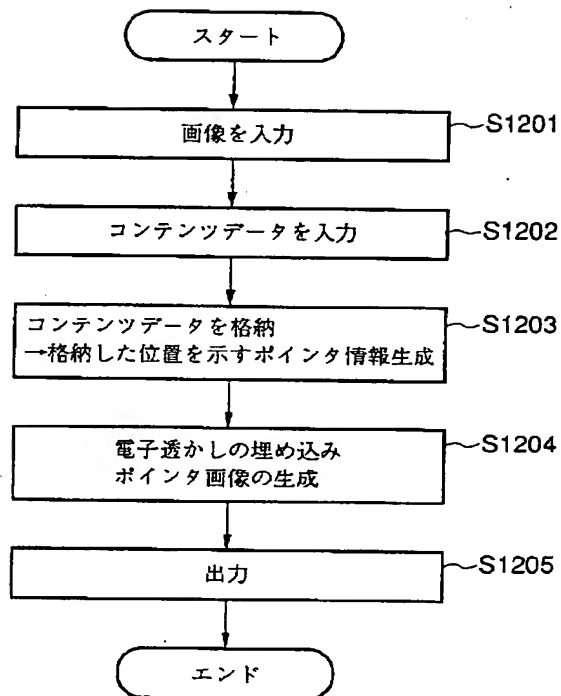 スタート
画像を入力
S1201
コンテンツデータを入力
S1202
コンテンツデータを格納
→格納した位置を示すポインタ情報生成
S1203
電子透かしの埋め込み
ポインタ画像の生成
S1204
出力
S1205
エンド